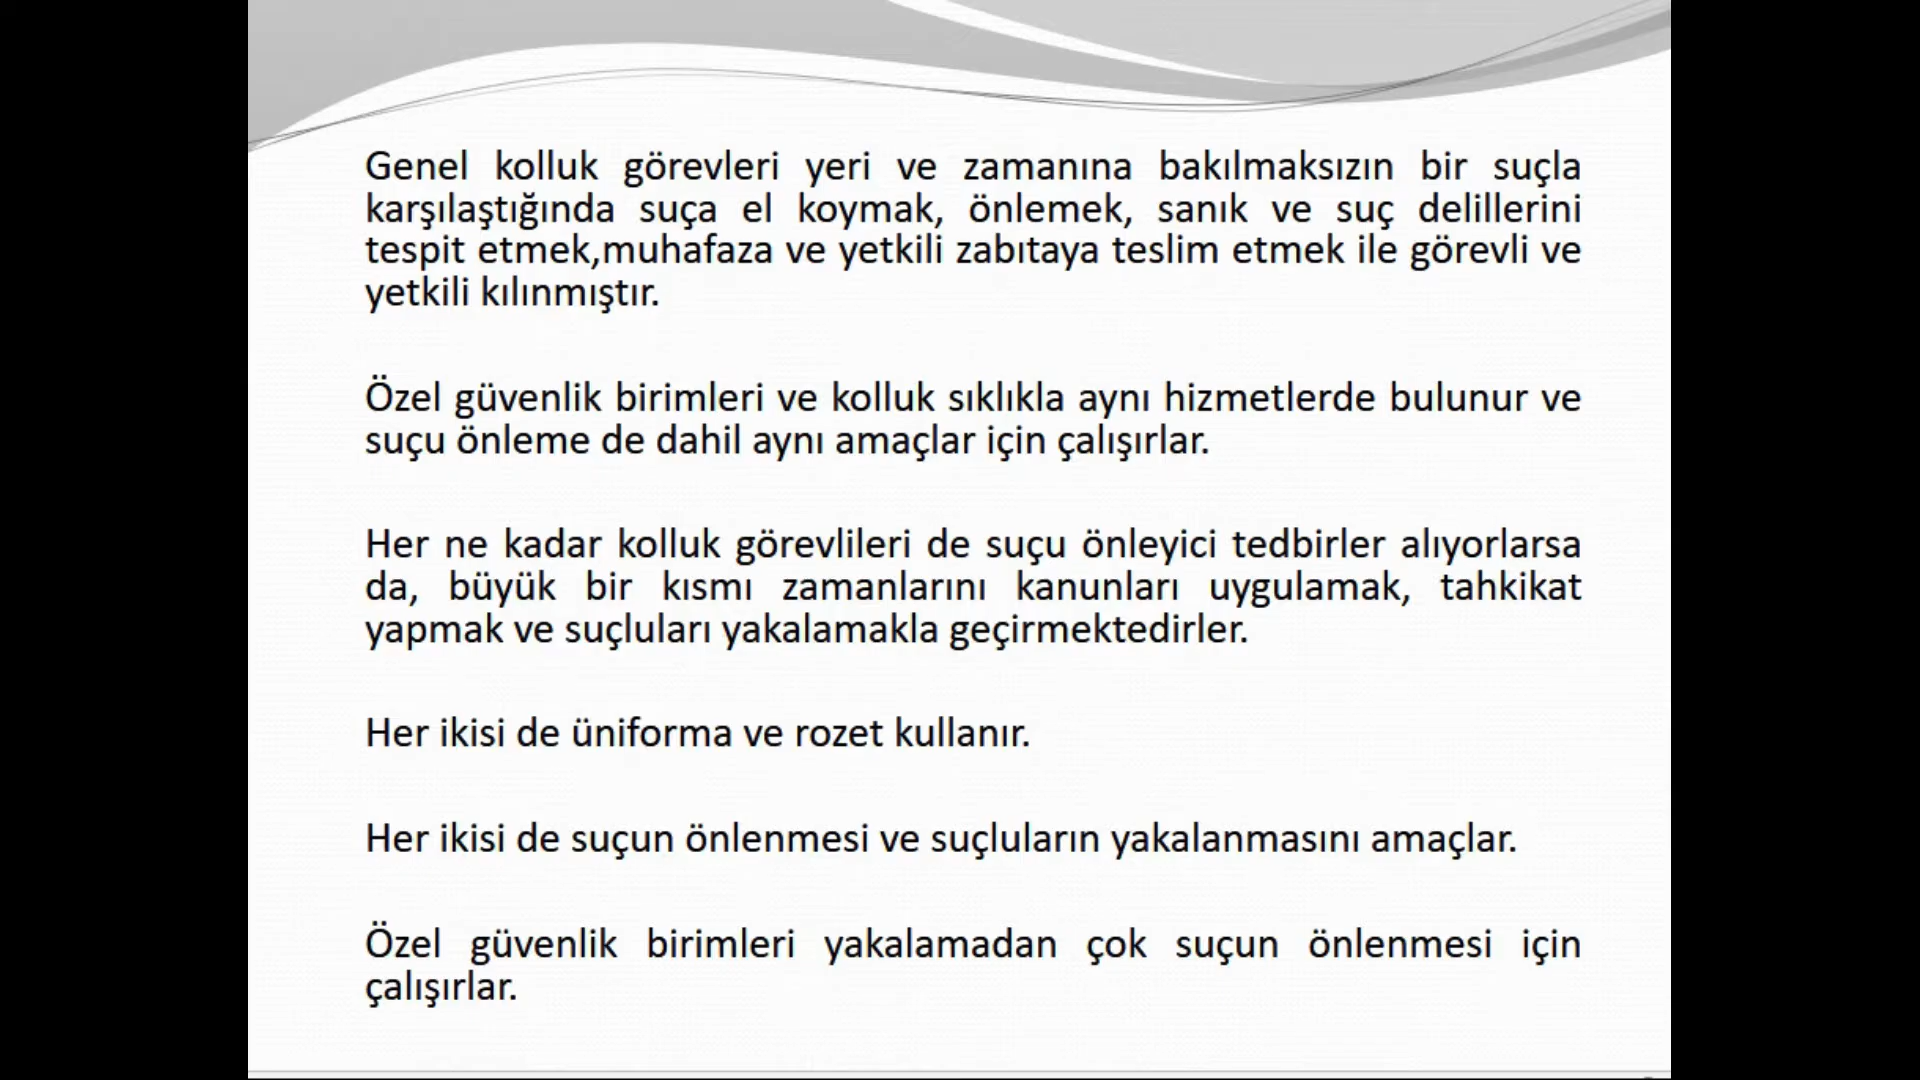 Genel kolluk görevleri yeri ve zamanına bakılmaksızın bir suçla
karşılaştığında suça el koymak, önlemek, sanık ve suç delillerini
tespit etmek,muhafaza ve yetkili zabıtaya teslim etmek ile görevli ve
yetkili kılınmıştır.
Özel güvenlik birimleri ve kolluk sıklıkla aynı hizmetlerde bulunur ve
suçu önleme de dahil aynı amaçlar için çalışırlar.
Her ne kadar kolluk görevlileri de suçu önleyici tedbirler alıyorlarsa
da, büyük bir kısmı zamanlarını kanunları uygulamak, tahkikat
yapmak ve suçluları yakalamakla geçirmektedirler.
Her ikisi de üniforma ve rozet kullanır.
Her ikisi de suçun önlenmesi ve suçluların yakalanmasını amaçlar.
Özel güvenlik birimleri yakalamadan çok suçun önlenmesi için
çalışırlar.